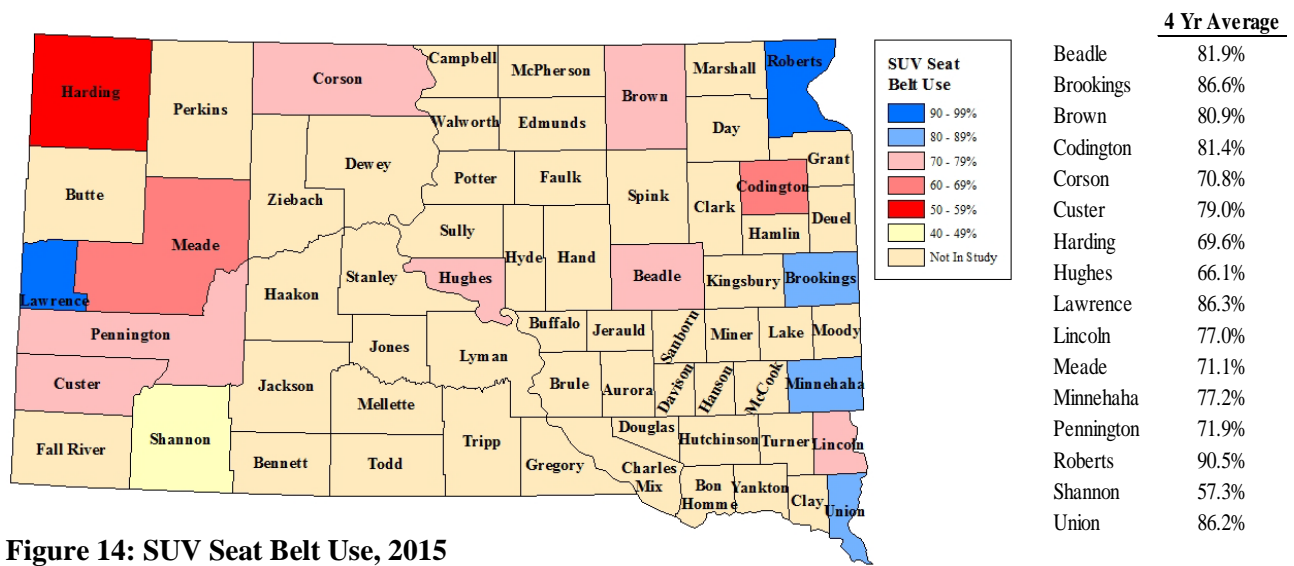 Harding
Perkins
Corson
Campbell
McPherson
Brown
Marshall
Roberts
Walworth
Edmunds
Day
Grant
Butte
Dewey
Ziebach
Potter
Faulk
Spink
Clark
Codington
Deuel
Hamlin
Meade
Sully
Hyde
Hand
Stanley
Hughes
Beadle
Kingsbury
Brookings
Lawrence
Haakon
Pennington
Jones
Lyman
Buffalo
Jerauld
Sanborn
Miner
Lake
Moody
Custer
Jackson
Mellette
Brule
Aurora
Davison
Hanson
McCook
Minnehaha
Fall River
Shannon
Bennett
Todd
Tripp
Gregory
Douglas
Charles
Mix
Hutchinson
Turner
Lincoln
Bon
Homme
Yankton
Clay
Union
SUV Seat
Belt Use
90 - 99%
80 - 89%
70 - 79%
60 - 69%
50 - 59%
40 - 49%
Not In Study
4 Yr Average
Beadle 81.9%
Brookings 86.6%
Brown 80.9%
Codington 81.4%
Corson 70.8%
Custer 79.0%
Harding 69.6%
Hughes 66.1%
Lawrence 86.3%
Lincoln 77.0%
Meade 71.1%
Minnehaha 77.2%
Pennington 71.9%
Roberts 90.5%
Shannon 57.3%
Union 86.2%
Figure 14: SUV Seat Belt Use, 2015